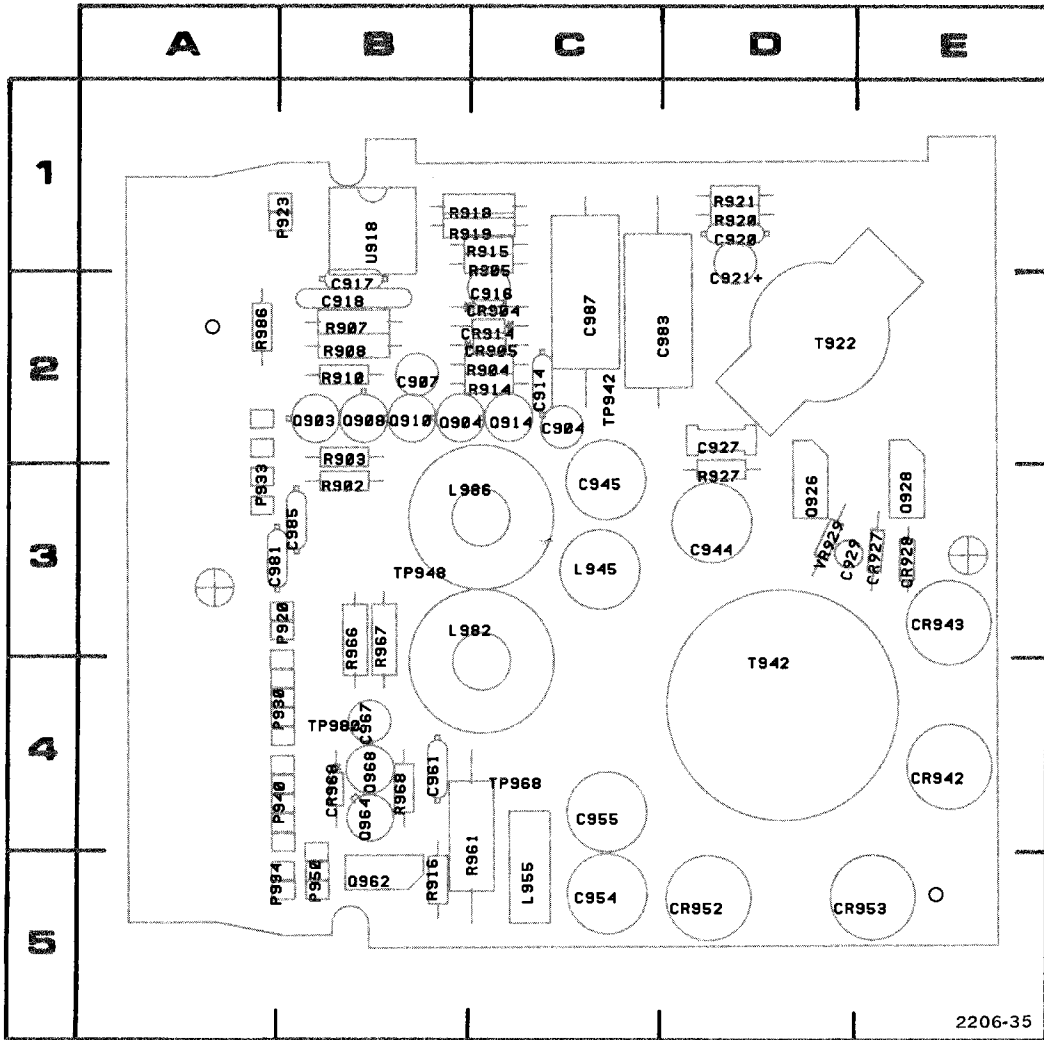 A B C D E
1
P923 U918 R918 R921
R919 R920
R915 C920
R905 C921+
C917 C916
C918 CR904
R986 R907 CR914 C987 C983
R908 CR905 T922
2
R910 C907 R904 C914 TP942
R914
Q903 Q908 Q910 Q904 Q914 C904
R903 C927
P933 R902 L986 C945 R927 Q926 Q928
C985
3
C981 TP948 L945 C944 VR929 C929 CR927 CR928
P920 R966 R967 L982 CR943
T942
P930 TP980 C967
4
P940 CR968 Q968 R968 C961 TP968 CR942
Q964 C955
P994 P950 Q962 R916 R961 L955 C954 CR952 CR953
5
2206-35